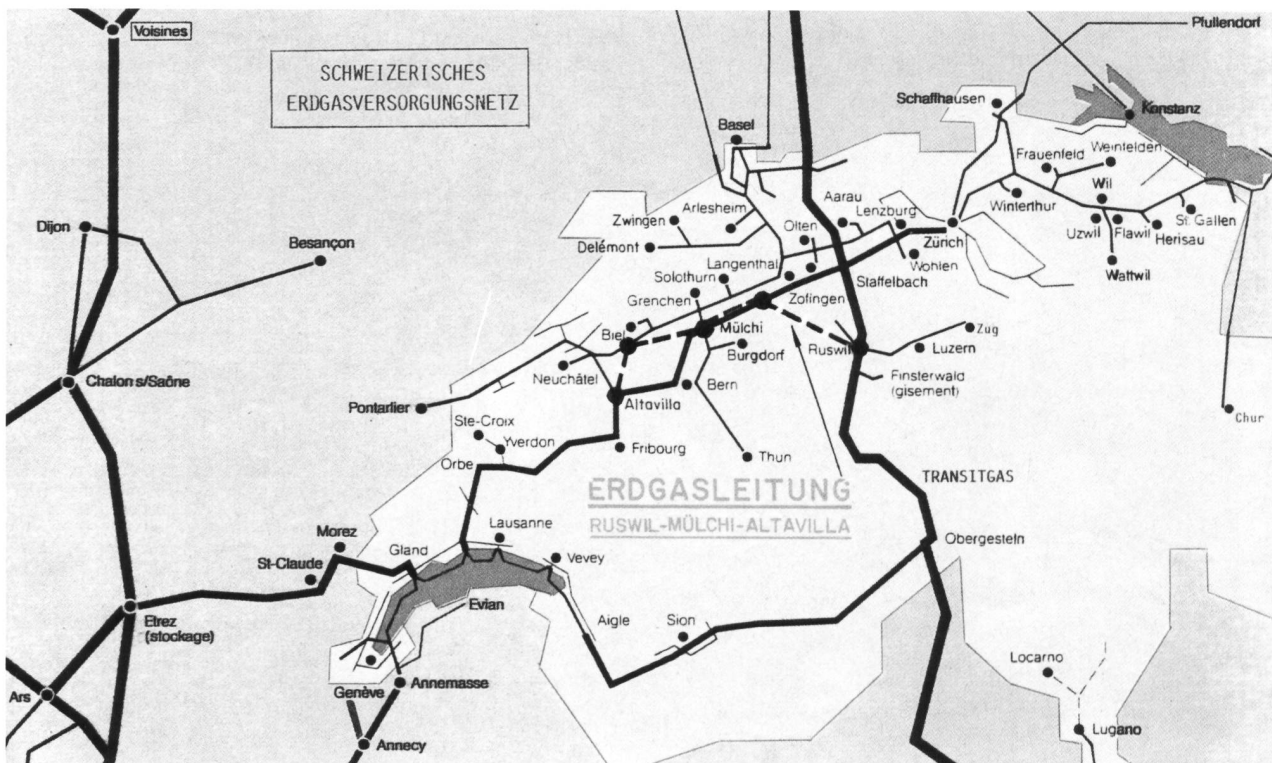 Voisines
Pfullendorf
SCHWEIZERISCHES
ERDGASVERSORGUNGSNETZ
Schaffhausen
Konstanz
Basel
Weinfelden
Frauenfeld
Wil
Arlesheim
Aarau
Zwingen
Lenzburg
Winterthur
St. Gallen
Dijon
Olten
Uzwil
Flawil
Herisau
Zürich
Besançon
Delémont
Wohlen
Wattwil
Langenthal
Solothurn
Staffelbach
Grenchen
Zofingen
Mülchi
Biel
Zug
Ruswil
Luzern
Burgdorf
Neuchâtel
Finsterwald
(gisement)
Chalon s/Saône
Bern
Altavilla
Pontarlier
Chur
Ste-Croix
Yverdon
Fribourg
Thun
Orbe
TRANSITGAS
ERDGASLEITUNG
RUSWIL-MÜLCHI-ALTAVILLA
Lausanne
Morez
Obergesteln
Gland
Vevey
St-Claude
Evian
Etrez
(stockage)
Aigle
Sion
Locarno
Genève
Annemasse
Ars
Lugano
Annecy